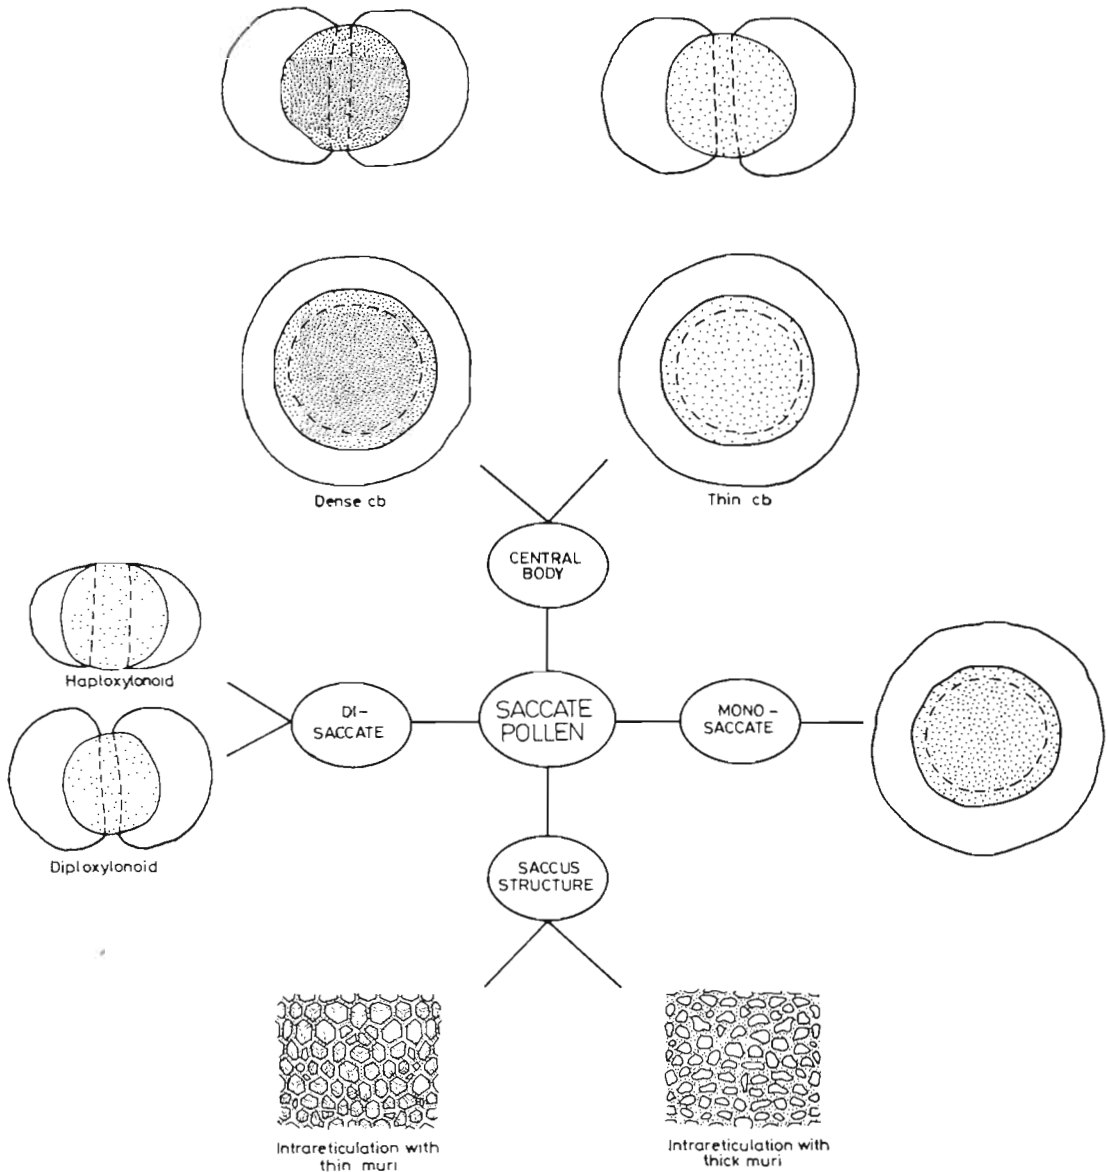 Dense cb
Thin cb
CENTRAL
BODY
Haploxylonoid
DI-
SACCATE
SACCATE
POLLEN
MONO-
SACCATE
Diploxylonoid
SACCUS
STRUCTURE
Intrareticulation with
thin muri
Intrareticulation with
thick muri